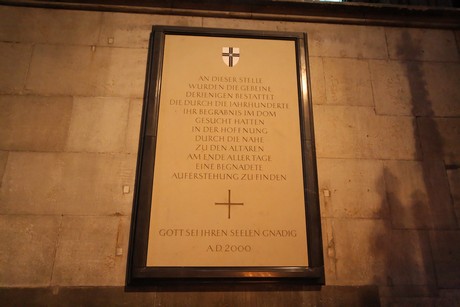 AN DIESER STELLE
WURDEN DIE GEBEINE
DERJENIGEN BESTATTET
DIE DURCH DIE JAHRHUNDERTE
IHR BEGRÄBNIS IM DOM
GESUCHT HATTEN
IN DER HOFFNUNG
DURCH DIE NÄHE
ZU DEN ALTÄREN
AM ENDE ALLER TAGE
EINE BEGNADETE
AUFERSTEHUNG ZU FINDEN
GOTT SEI IHREN SEELEN GNÄDIG
A.D. 2000